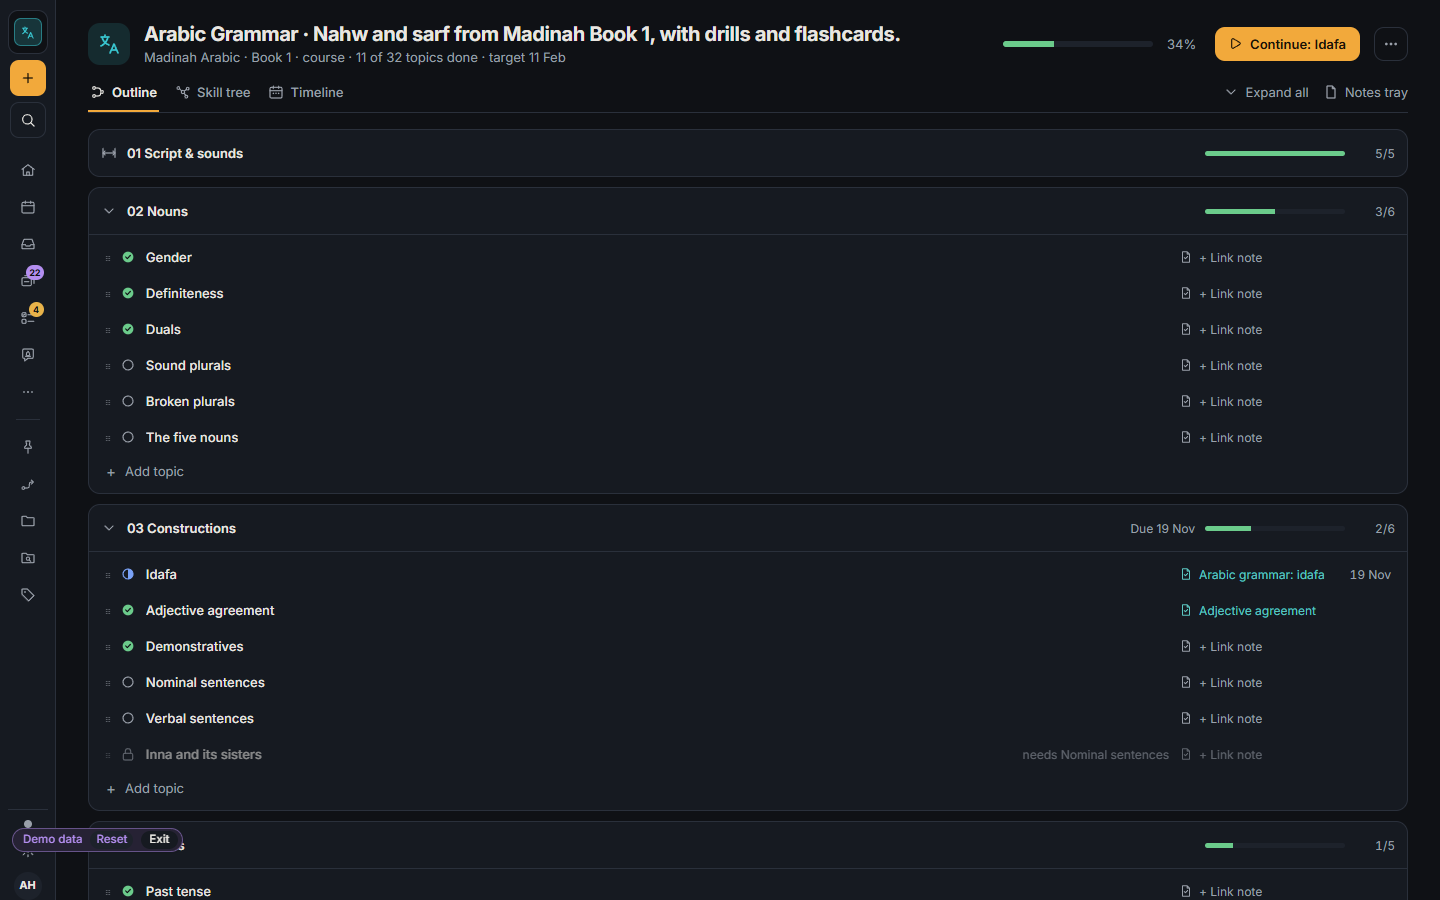 Arabic Grammar · Nahw and sarf from Madinah Book 1, with drills and flashcards.
Madinah Arabic · Book 1 · course · 11 of 32 topics done · target 11 Feb
34%
Continue: Idafa
Outline
Skill tree
Timeline
Expand all
Notes tray
01 Script & sounds
5/5
02 Nouns
3/6
Gender
+ Link note
Definiteness
+ Link note
Duals
+ Link note
Sound plurals
+ Link note
Broken plurals
+ Link note
The five nouns
+ Link note
+ Add topic
03 Constructions
Due 19 Nov
2/6
Idafa
Arabic grammar: idafa
19 Nov
Adjective agreement
Adjective agreement
Demonstratives
+ Link note
Nominal sentences
+ Link note
Verbal sentences
+ Link note
Inna and its sisters
needs Nominal sentences
+ Link note
+ Add topic
1/5
Past tense
+ Link note
22
4
Demo data
Reset
Exit
AH